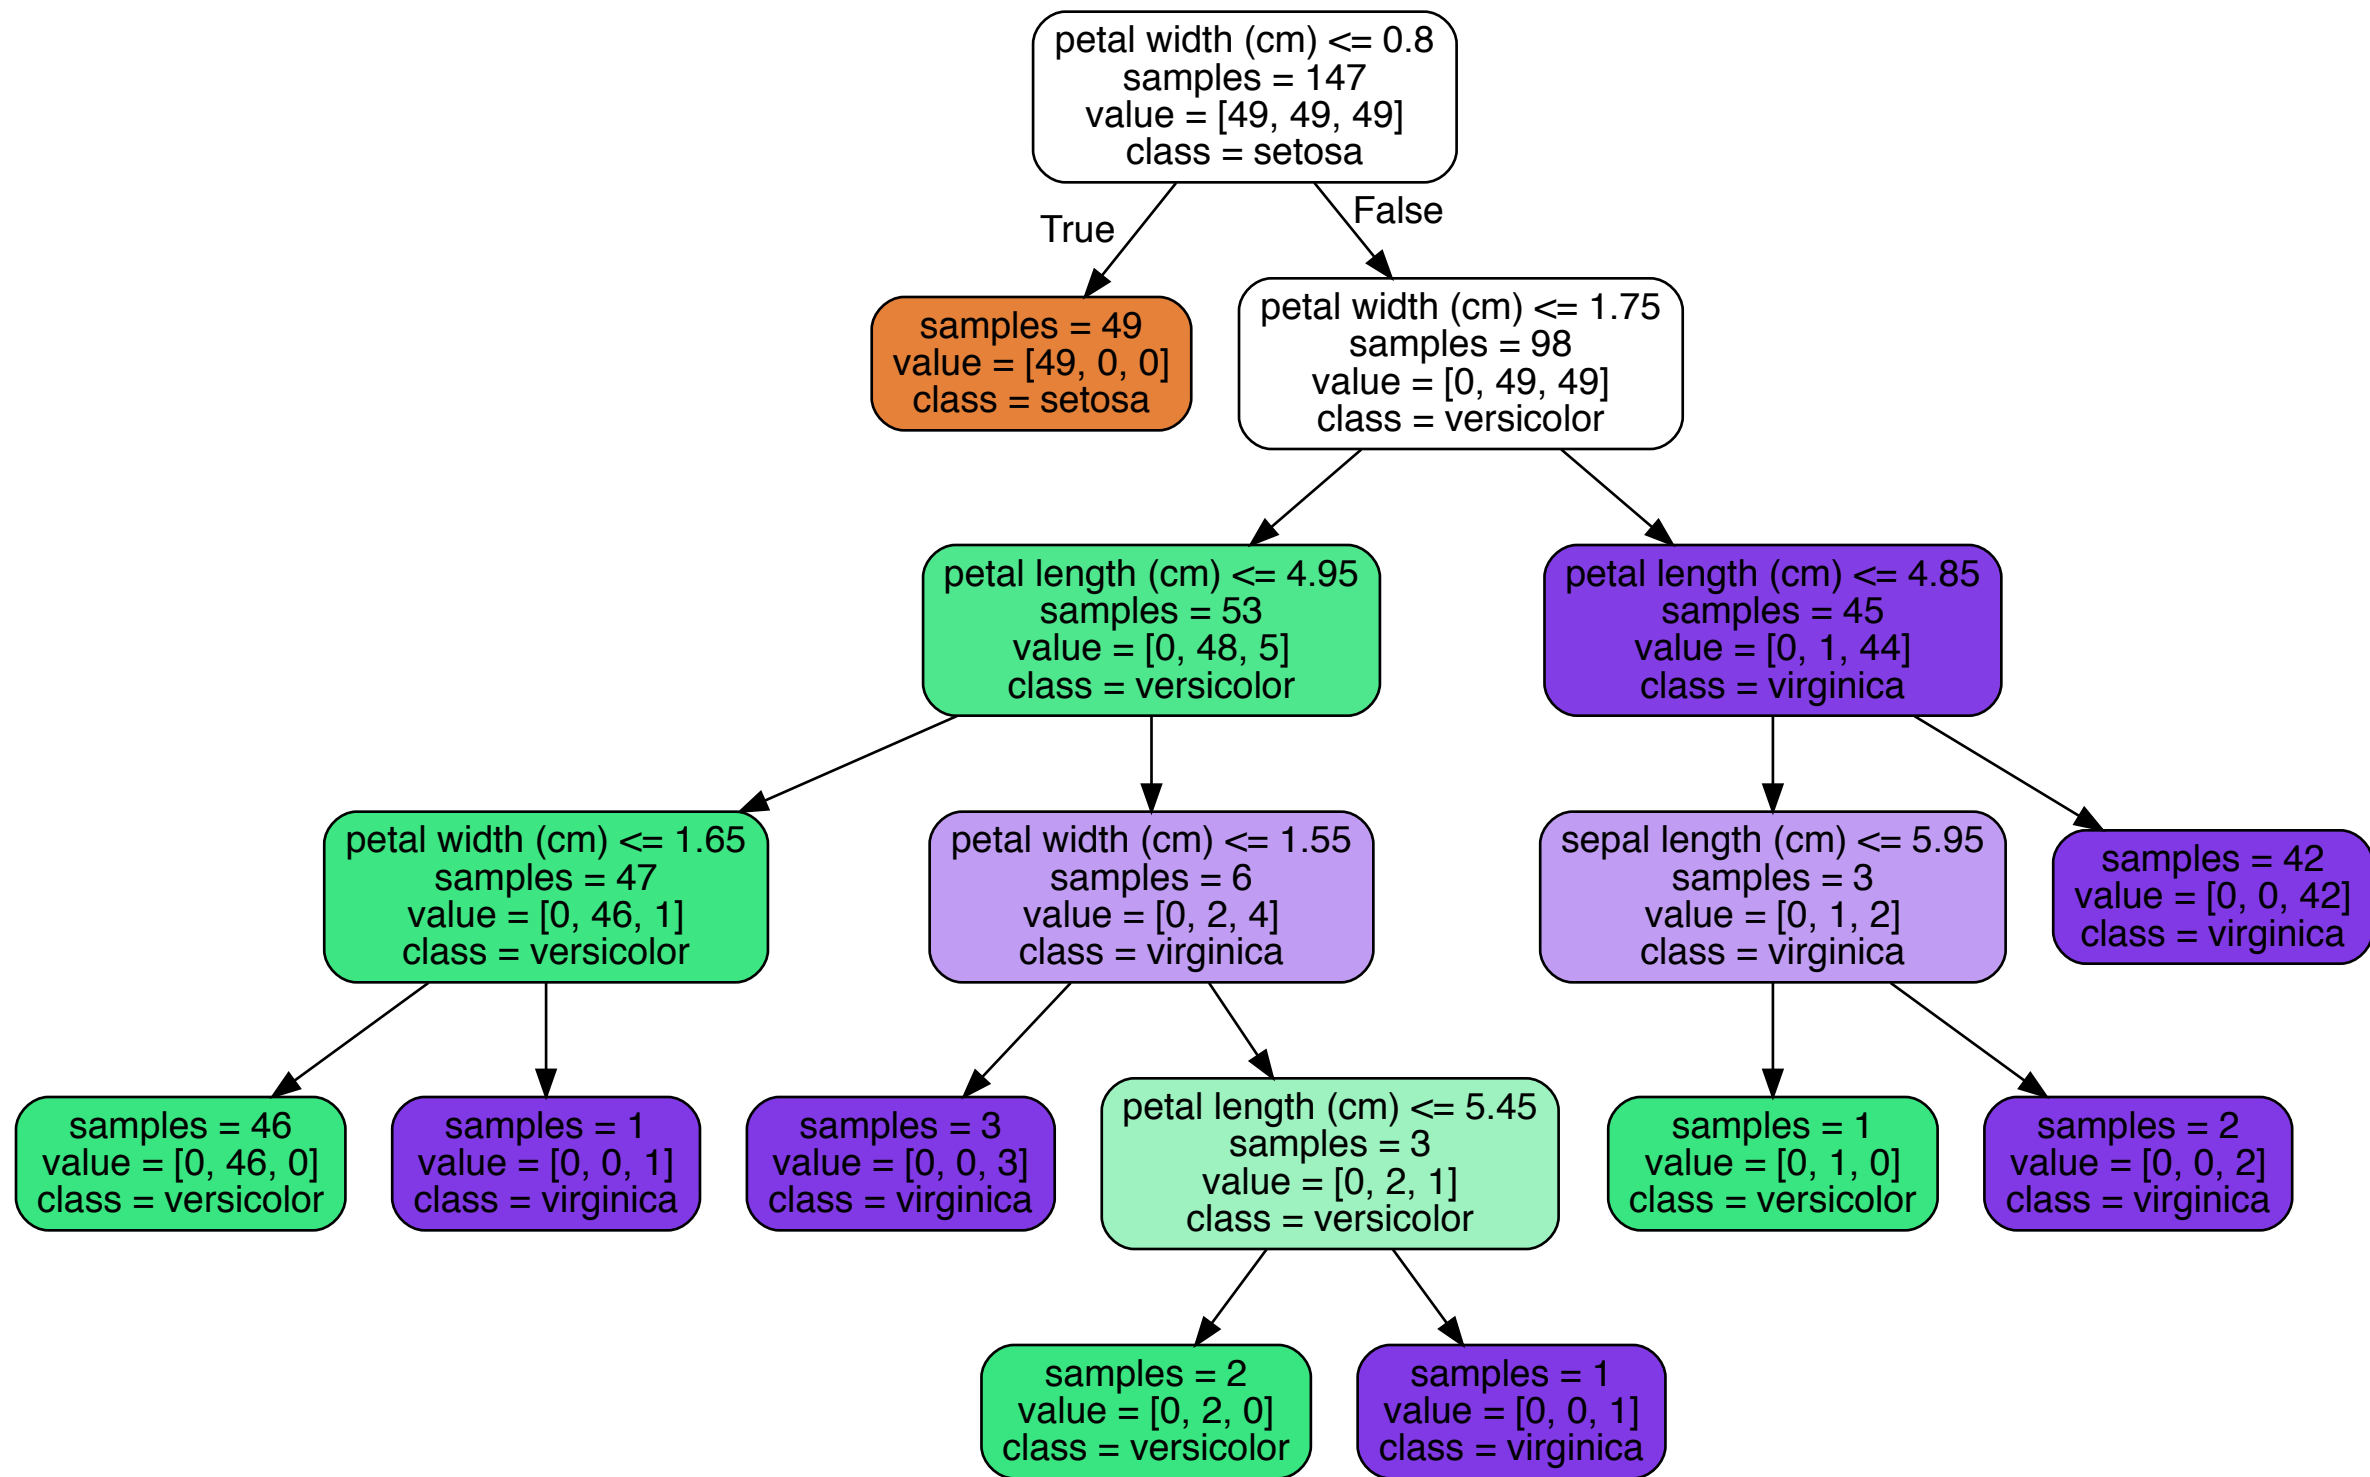 petal width (cm) <= 0.8
samples = 147
value = [49, 49, 49]
class = setosa
True
False
samples = 49
value = [49, 0, 0]
class = setosa
petal width (cm) <= 1.75
samples = 98
value = [0, 49, 49]
class = versicolor
petal length (cm) <= 4.95
samples = 53
value = [0, 48, 5]
class = versicolor
petal length (cm) <= 4.85
samples = 45
value = [0, 1, 44]
class = virginica
petal width (cm) <= 1.65
samples = 47
value = [0, 46, 1]
class = versicolor
petal width (cm) <= 1.55
samples = 6
value = [0, 2, 4]
class = virginica
sepal length (cm) <= 5.95
samples = 3
value = [0, 1, 2]
class = virginica
samples = 42
value = [0, 0, 42]
class = virginica
samples = 46
value = [0, 46, 0]
class = versicolor
samples = 1
value = [0, 0, 1]
class = virginica
samples = 3
value = [0, 0, 3]
class = virginica
petal length (cm) <= 5.45
samples = 3
value = [0, 2, 1]
class = versicolor
samples = 1
value = [0, 1, 0]
class = versicolor
samples = 2
value = [0, 0, 2]
class = virginica
samples = 2
value = [0, 2, 0]
class = versicolor
samples = 1
value = [0, 0, 1]
class = virginica